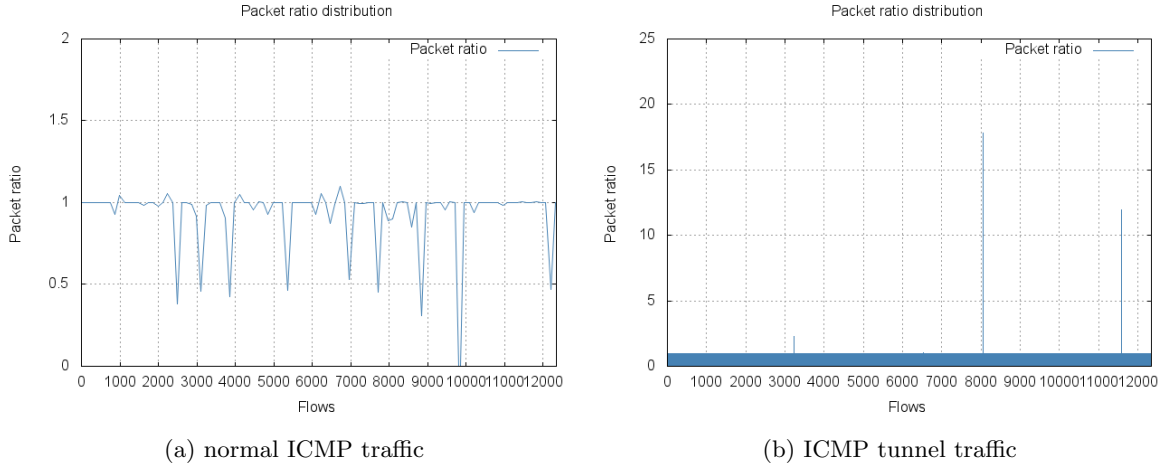 Packet ratio distribution
2
1.5
1
0.5
0
Packet ratio
Packet ratio
0 1000 2000 3000 4000 5000 6000 7000 8000 9000 10000 11000 12000
Flows
(a) normal ICMP traffic
Packet ratio distribution
25
20
15
10
5
0
Packet ratio
Packet ratio
0 1000 2000 3000 4000 5000 6000 7000 8000 9000 10000 11000 12000
Flows
(b) ICMP tunnel traffic